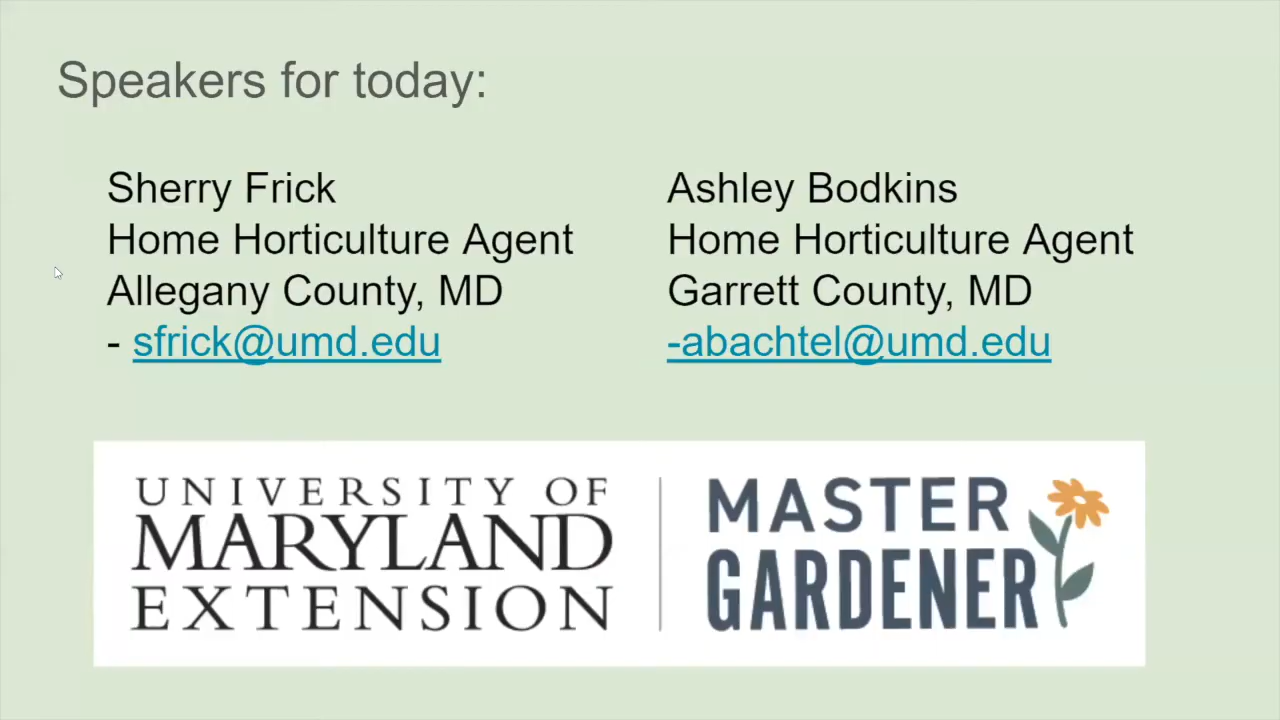 Speakers for today:
Sherry Frick
Home Horticulture Agent
Allegany County, MD
- sfrick@umd.edu
Ashley Bodkins
Home Horticulture Agent
Garrett County, MD
-abachtel@umd.edu
UNIVERSITY OF
MARYLAND
EXTENSION
MASTER
GARDENER